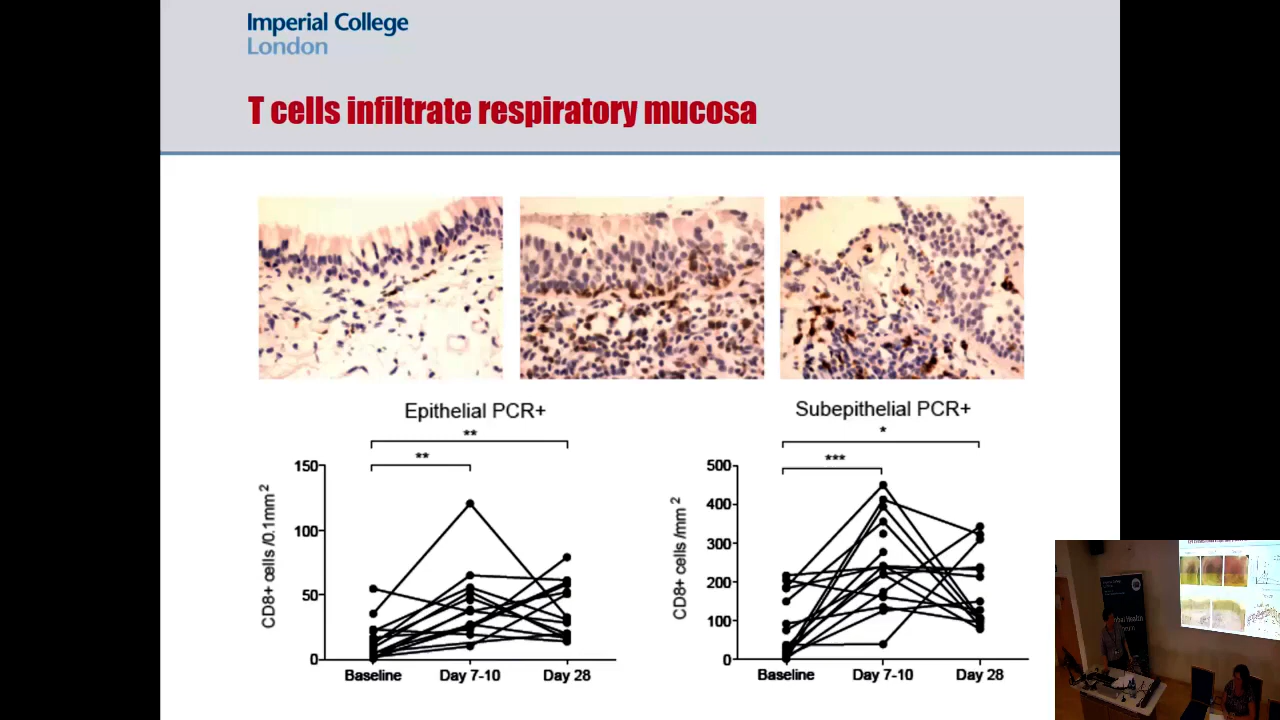 Imperial College
London
T cells infiltrate respiratory mucosa
Epithelial PCR+
**
**
150
100
50
0
CD8+ cells /0.1mm²
Baseline
Day 7-10
Day 28
Subepithelial PCR+
*
***
500
400
300
200
100
0
CD8+ cells /mm²
Baseline
Day 7-10
Day 28